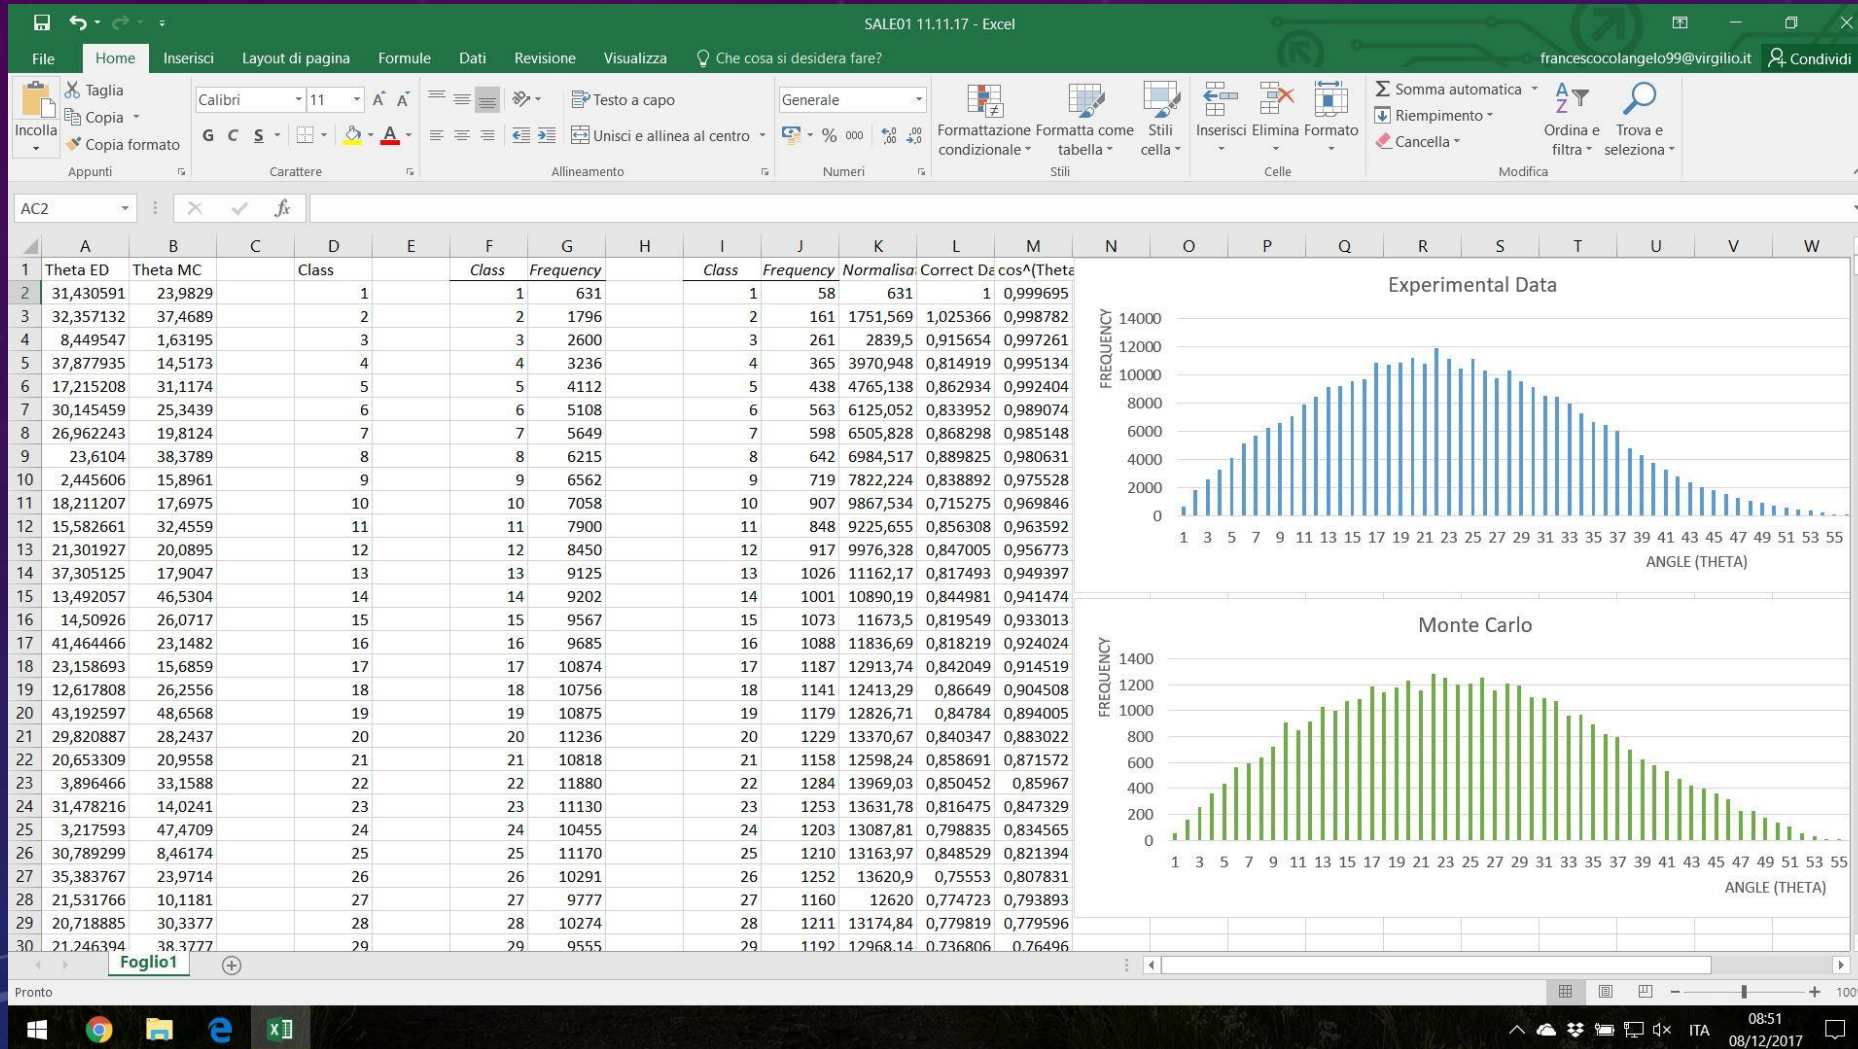 SALE01 11.11.17 - Excel
File Home Inserisci Layout di pagina Formule Dati Revisione Visualizza Che cosa si desidera fare? francescocolangelo99@virgilio.it Condividi
Incolla Taglia Copia Copia formato Appunti
Calibri 11 G C S Carattere
Testo a capo Unisci e allinea al centro Allineamento
Generale % 000 Numeri
Formattazione condizionale Formatta come tabella Stili cella Stili
Inserisci Elimina Formato Celle
Somma automatica Riempimento Cancella Ordina e filtra Trova e seleziona Modifica
AC2 fx
A B C D E F G H I J K L M N O P Q R S T U V W
1 Theta ED Theta MC Class Class Frequency Class Frequency Normalisa Correct Da cos^(Theta
2 31,430591 23,9829 1 1 631 1 58 631 1 0,999695
3 32,357132 37,4689 2 2 1796 2 161 1751,569 1,025366 0,998782
4 8,449547 1,63195 3 3 2600 3 261 2839,5 0,915654 0,997261
5 37,877935 14,5173 4 4 3236 4 365 3970,948 0,814919 0,995134
6 17,215208 31,1174 5 5 4112 5 438 4765,138 0,862934 0,992404
7 30,145459 25,3439 6 6 5108 6 563 6125,052 0,833952 0,989074
8 26,962243 19,8124 7 7 5649 7 598 6505,828 0,868298 0,985148
9 23,6104 38,3789 8 8 6215 8 642 6984,517 0,889825 0,980631
10 2,445606 15,8961 9 9 6562 9 719 7822,224 0,838892 0,975528
11 18,211207 17,6975 10 10 7058 10 907 9867,534 0,715275 0,969846
12 15,582661 32,4559 11 11 7900 11 848 9225,655 0,856308 0,963592
13 21,301927 20,0895 12 12 8450 12 917 9976,328 0,847005 0,956773
14 37,305125 17,9047 13 13 9125 13 1026 11162,17 0,817493 0,949397
15 13,492057 46,5304 14 14 9202 14 1001 10890,19 0,844981 0,941474
16 14,50926 26,0717 15 15 9567 15 1073 11673,5 0,819549 0,933013
17 41,464466 23,1482 16 16 9685 16 1088 11836,69 0,818219 0,924024
18 23,158693 15,6859 17 17 10874 17 1187 12913,74 0,842049 0,914519
19 12,617808 26,2556 18 18 10756 18 1141 12413,29 0,86649 0,904508
20 43,192597 48,6568 19 19 10875 19 1179 12826,71 0,84784 0,894005
21 29,820887 28,2437 20 20 11236 20 1229 13370,67 0,840347 0,883022
22 20,653309 20,9558 21 21 10818 21 1158 12598,24 0,858691 0,871572
23 3,896466 33,1588 22 22 11880 22 1284 13969,03 0,850452 0,85967
24 31,478216 14,0241 23 23 11130 23 1253 13631,78 0,816475 0,847329
25 3,217593 47,4709 24 24 10455 24 1203 13087,81 0,798835 0,834565
26 30,789299 8,46174 25 25 11170 25 1210 13163,97 0,848529 0,821394
27 35,383767 23,9714 26 26 10291 26 1252 13620,9 0,75553 0,807831
28 21,531766 10,1181 27 27 9777 27 1160 12620 0,774723 0,793893
29 20,718885 30,3377 28 28 10274 28 1211 13174,84 0,779819 0,779596
30 21,246394 38,3777 29 29 9555 29 1192 12968,14 0,736806 0,76496
Experimental Data
FREQUENCY
14000
12000
10000
8000
6000
4000
2000
0
1 3 5 7 9 11 13 15 17 19 21 23 25 27 29 31 33 35 37 39 41 43 45 47 49 51 53 55
ANGLE (THETA)
Monte Carlo
FREQUENCY
1400
1200
1000
800
600
400
200
0
1 3 5 7 9 11 13 15 17 19 21 23 25 27 29 31 33 35 37 39 41 43 45 47 49 51 53 55
ANGLE (THETA)
Foglio1
Pronto 100
ITA 08:51
08/12/2017